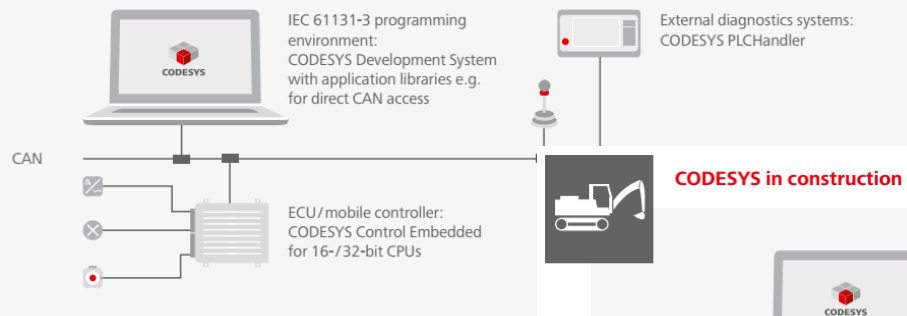 IEC 61131-3 programming
environment:
CODESYS Development System
with application libraries e.g.
for direct CAN access
External diagnostics systems:
CODESYS PLCHandler
CODESYS
CAN
CODESYS in construction
ECU/mobile controller:
CODESYS Control Embedded
for 16-/32-bit CPUs
CODESYS